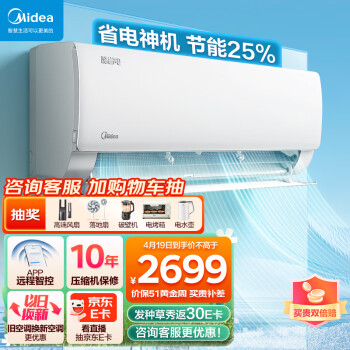 Midea
智慧生活可以更美的
省电神机 节能25%
酷省电
Midea
咨询客服 加购物车抽
抽奖
高端风扇 落地扇 破壁机 电烤箱 电水壶
APP
远程智控
10年
压缩机保修
4月19日到手价不高于
2699
价保51黄金周 买贵补差
以旧换新
旧空调换新空调
更优惠
京东
E卡
看直播
抽京东E卡
发种草秀返30E卡
咨询客服更优惠!
买贵双倍赔